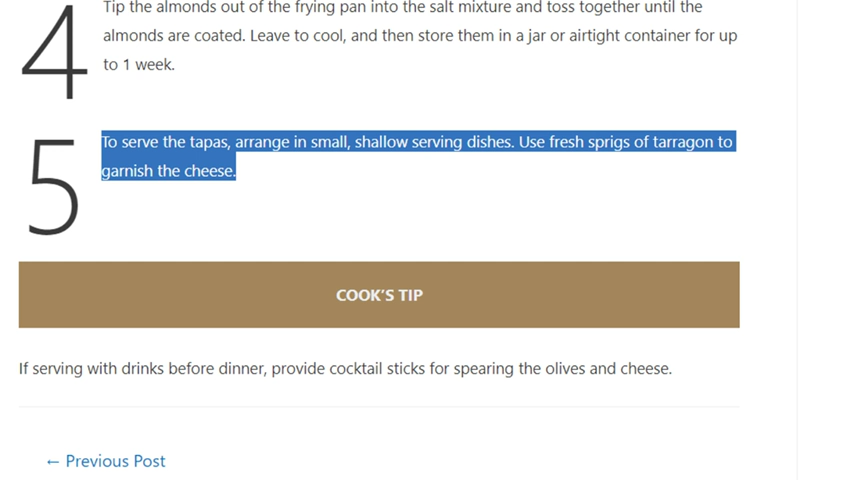 4
Tip the almonds out of the frying pan into the salt mixture and toss together until the
almonds are coated. Leave to cool, and then store them in a jar or airtight container for up
to 1 week.
5
To serve the tapas, arrange in small, shallow serving dishes. Use fresh sprigs of tarragon to
garnish the cheese.
COOK’S TIP
If serving with drinks before dinner, provide cocktail sticks for spearing the olives and cheese.
← Previous Post